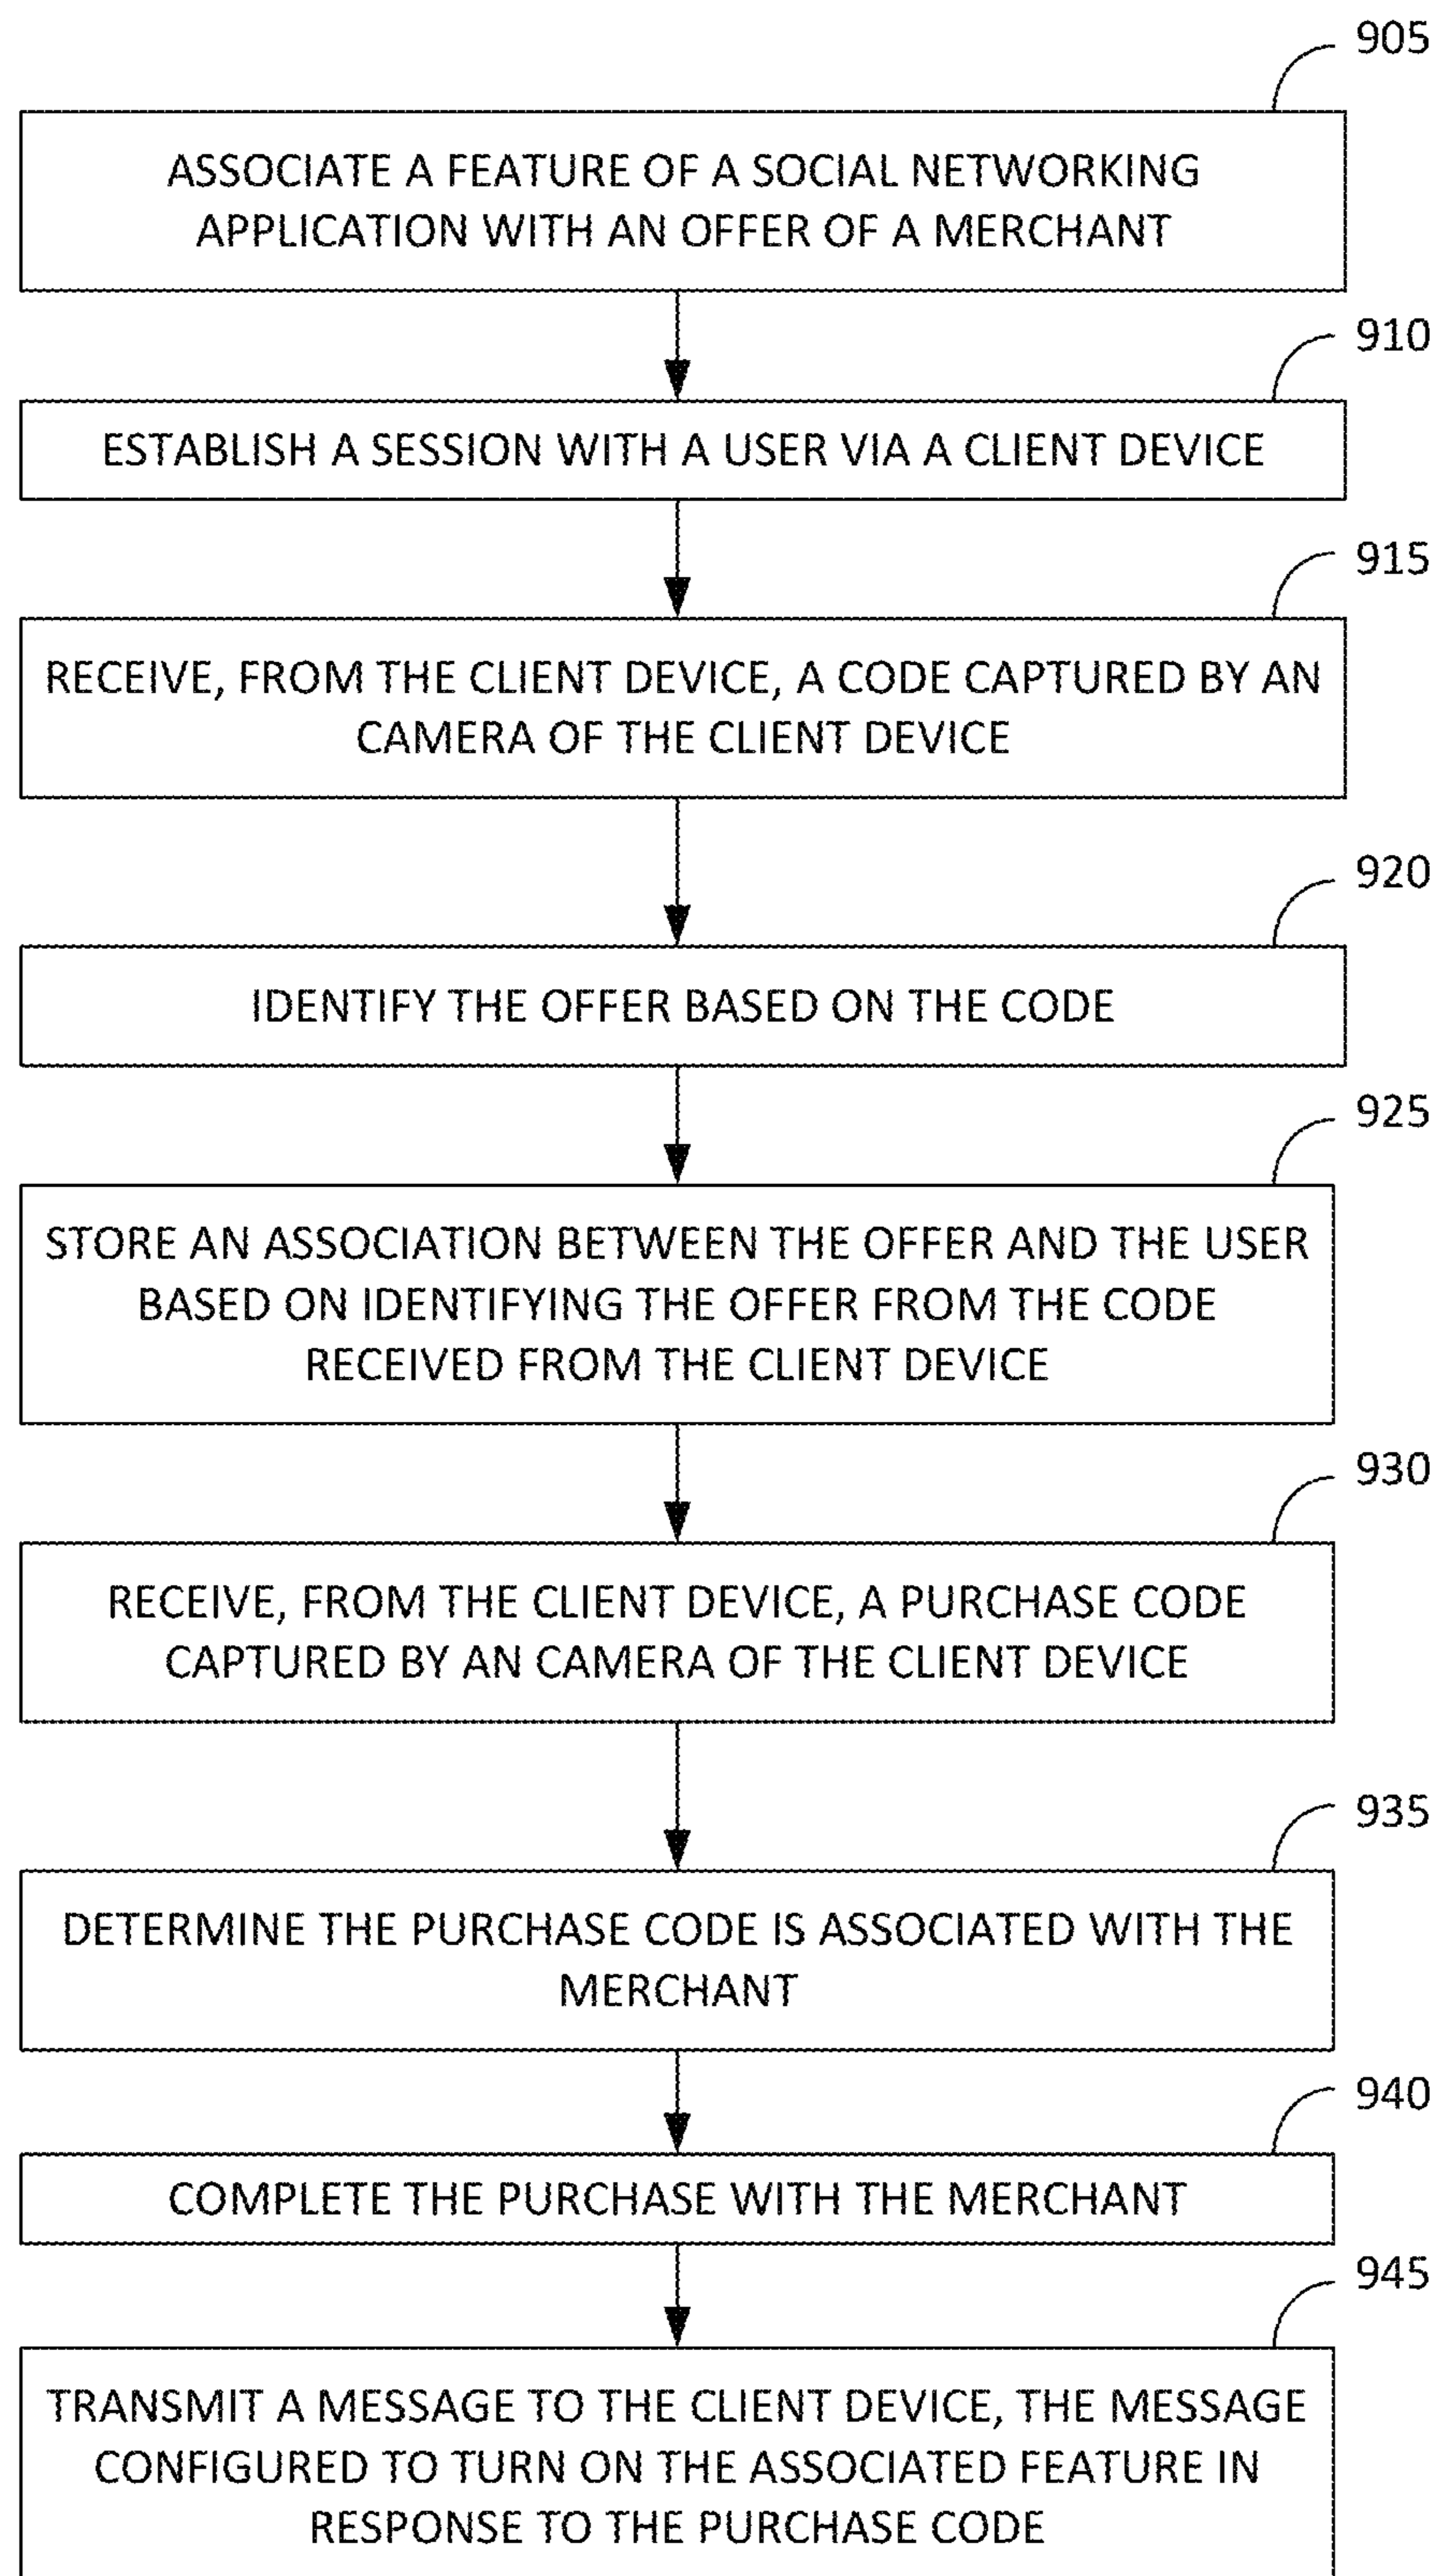 905
ASSOCIATE A FEATURE OF A SOCIAL NETWORKING
APPLICATION WITH AN OFFER OF A MERCHANT
910
ESTABLISH A SESSION WITH A USER VIA A CLIENT DEVICE
915
RECEIVE, FROM THE CLIENT DEVICE, A CODE CAPTURED BY AN
CAMERA OF THE CLIENT DEVICE
920
IDENTIFY THE OFFER BASED ON THE CODE
925
STORE AN ASSOCIATION BETWEEN THE OFFER AND THE USER
BASED ON IDENTIFYING THE OFFER FROM THE CODE
RECEIVED FROM THE CLIENT DEVICE
930
RECEIVE, FROM THE CLIENT DEVICE, A PURCHASE CODE
CAPTURED BY AN CAMERA OF THE CLIENT DEVICE
935
DETERMINE THE PURCHASE CODE IS ASSOCIATED WITH THE
MERCHANT
940
COMPLETE THE PURCHASE WITH THE MERCHANT
945
TRANSMIT A MESSAGE TO THE CLIENT DEVICE, THE MESSAGE
CONFIGURED TO TURN ON THE ASSOCIATED FEATURE IN
RESPONSE TO THE PURCHASE CODE